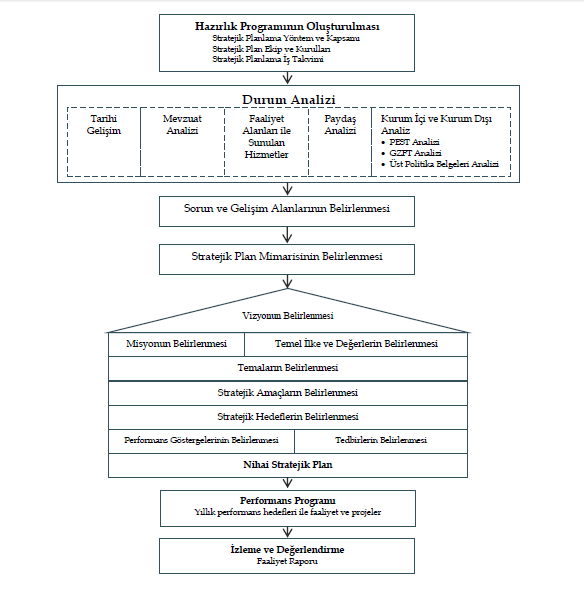 Hazırlık Programının Oluşturulması
Stratejik Planlama Yöntem ve Kapsamı
Stratejik Plan Ekip ve Kurulları
Stratejik Planlama İş Takvimi
Durum Analizi
Tarihi
Gelişim
Mevzuat
Analizi
Faaliyet
Alanları ile
Sunulan
Hizmetler
Paydaş
Analizi
Kurum İçi ve Kurum Dışı
Analiz
• PEST Analizi
• GZFT Analizi
• Üst Politika Belgeleri Analizi
Sorun ve Gelişim Alanlarının Belirlenmesi
Stratejik Plan Mimarisinin Belirlenmesi
Vizyonun Belirlenmesi
Misyonun Belirlenmesi
Temel İlke ve Değerlerin Belirlenmesi
Temaların Belirlenmesi
Stratejik Amaçların Belirlenmesi
Stratejik Hedeflerin Belirlenmesi
Performans Göstergelerinin Belirlenmesi
Tedbirlerin Belirlenmesi
Nihai Stratejik Plan
Performans Programı
Yıllık performans hedefleri ile faaliyet ve projeler
İzleme ve Değerlendirme
Faaliyet Raporu